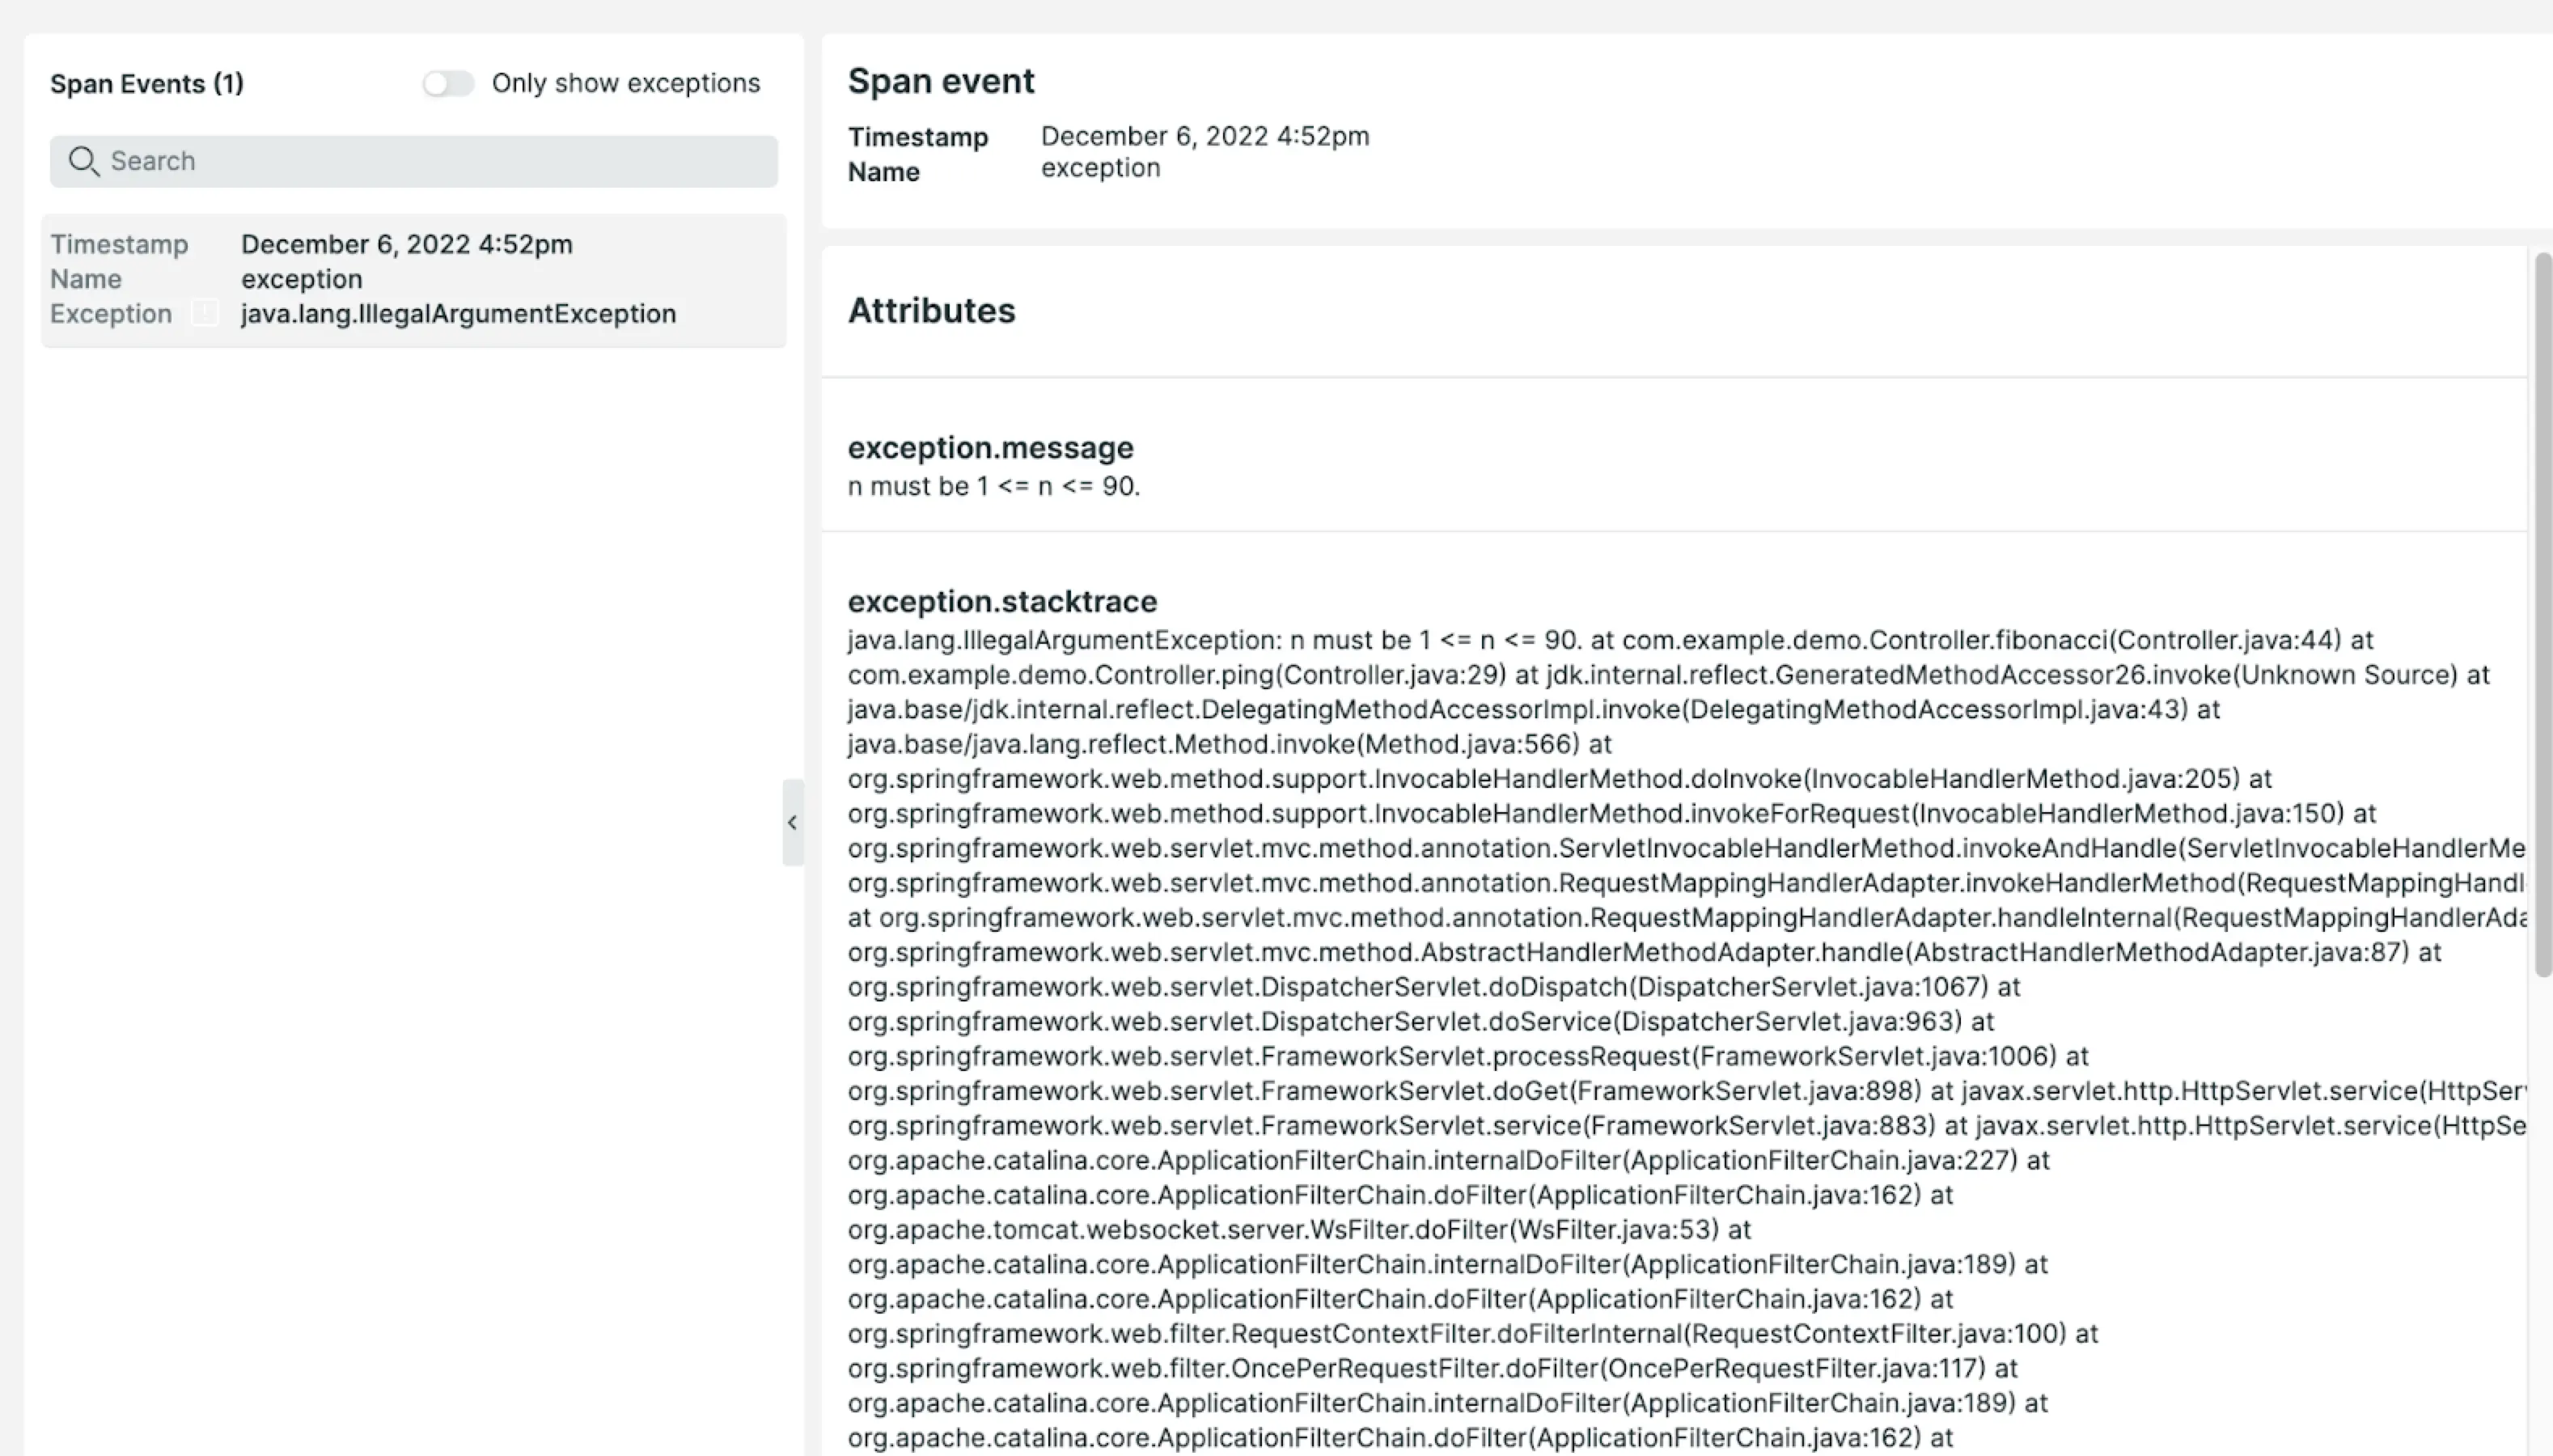 Span Events (1)
Only show exceptions
Search
Timestamp December 6, 2022 4:52pm
Name exception
Exception java.lang.IllegalArgumentException
Span event
Timestamp December 6, 2022 4:52pm
Name exception
Attributes
exception.message
n must be 1 <= n <= 90.
exception.stacktrace
java.lang.IllegalArgumentException: n must be 1 <= n <= 90. at com.example.demo.Controller.fibonacci(Controller.java:44) at
com.example.demo.Controller.ping(Controller.java:29) at jdk.internal.reflect.GeneratedMethodAccessor26.invoke(Unknown Source) at
java.base/jdk.internal.reflect.DelegatingMethodAccessorImpl.invoke(DelegatingMethodAccessorImpl.java:43) at
java.base/java.lang.reflect.Method.invoke(Method.java:566) at
org.springframework.web.method.support.InvocableHandlerMethod.doInvoke(InvocableHandlerMethod.java:205) at
org.springframework.web.method.support.InvocableHandlerMethod.invokeForRequest(InvocableHandlerMethod.java:150) at
org.springframework.web.servlet.mvc.method.annotation.ServletInvocableHandlerMethod.invokeAndHandle(ServletInvocableHandlerMe
org.springframework.web.servlet.mvc.method.annotation.RequestMappingHandlerAdapter.invokeHandlerMethod(RequestMappingHandl
at org.springframework.web.servlet.mvc.method.annotation.RequestMappingHandlerAdapter.handleInternal(RequestMappingHandlerAda
org.springframework.web.servlet.mvc.method.AbstractHandlerMethodAdapter.handle(AbstractHandlerMethodAdapter.java:87) at
org.springframework.web.servlet.DispatcherServlet.doDispatch(DispatcherServlet.java:1067) at
org.springframework.web.servlet.DispatcherServlet.doService(DispatcherServlet.java:963) at
org.springframework.web.servlet.FrameworkServlet.processRequest(FrameworkServlet.java:1006) at
org.springframework.web.servlet.FrameworkServlet.doGet(FrameworkServlet.java:898) at javax.servlet.http.HttpServlet.service(HttpSer
org.springframework.web.servlet.FrameworkServlet.service(FrameworkServlet.java:883) at javax.servlet.http.HttpServlet.service(HttpSe
org.apache.catalina.core.ApplicationFilterChain.internalDoFilter(ApplicationFilterChain.java:227) at
org.apache.catalina.core.ApplicationFilterChain.doFilter(ApplicationFilterChain.java:162) at
org.apache.tomcat.websocket.server.WsFilter.doFilter(WsFilter.java:53) at
org.apache.catalina.core.ApplicationFilterChain.internalDoFilter(ApplicationFilterChain.java:189) at
org.apache.catalina.core.ApplicationFilterChain.doFilter(ApplicationFilterChain.java:162) at
org.springframework.web.filter.RequestContextFilter.doFilterInternal(RequestContextFilter.java:100) at
org.springframework.web.filter.OncePerRequestFilter.doFilter(OncePerRequestFilter.java:117) at
org.apache.catalina.core.ApplicationFilterChain.internalDoFilter(ApplicationFilterChain.java:189) at
org.apache.catalina.core.ApplicationFilterChain.doFilter(ApplicationFilterChain.java:162) at